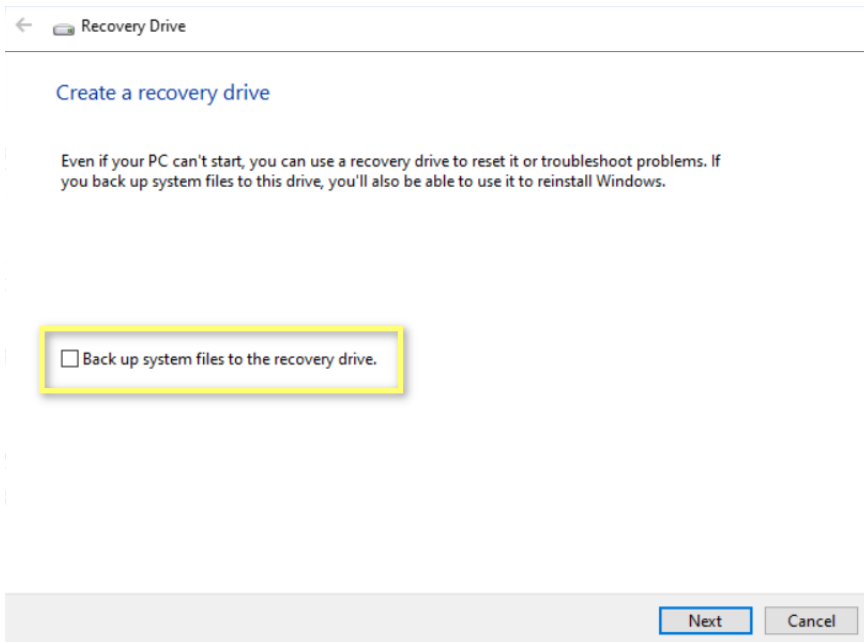 Recovery Drive
Create a recovery drive
Even if your PC can't start, you can use a recovery drive to reset it or troubleshoot problems. If
you back up system files to this drive, you'll also be able to use it to reinstall Windows.
Back up system files to the recovery drive.
Next Cancel